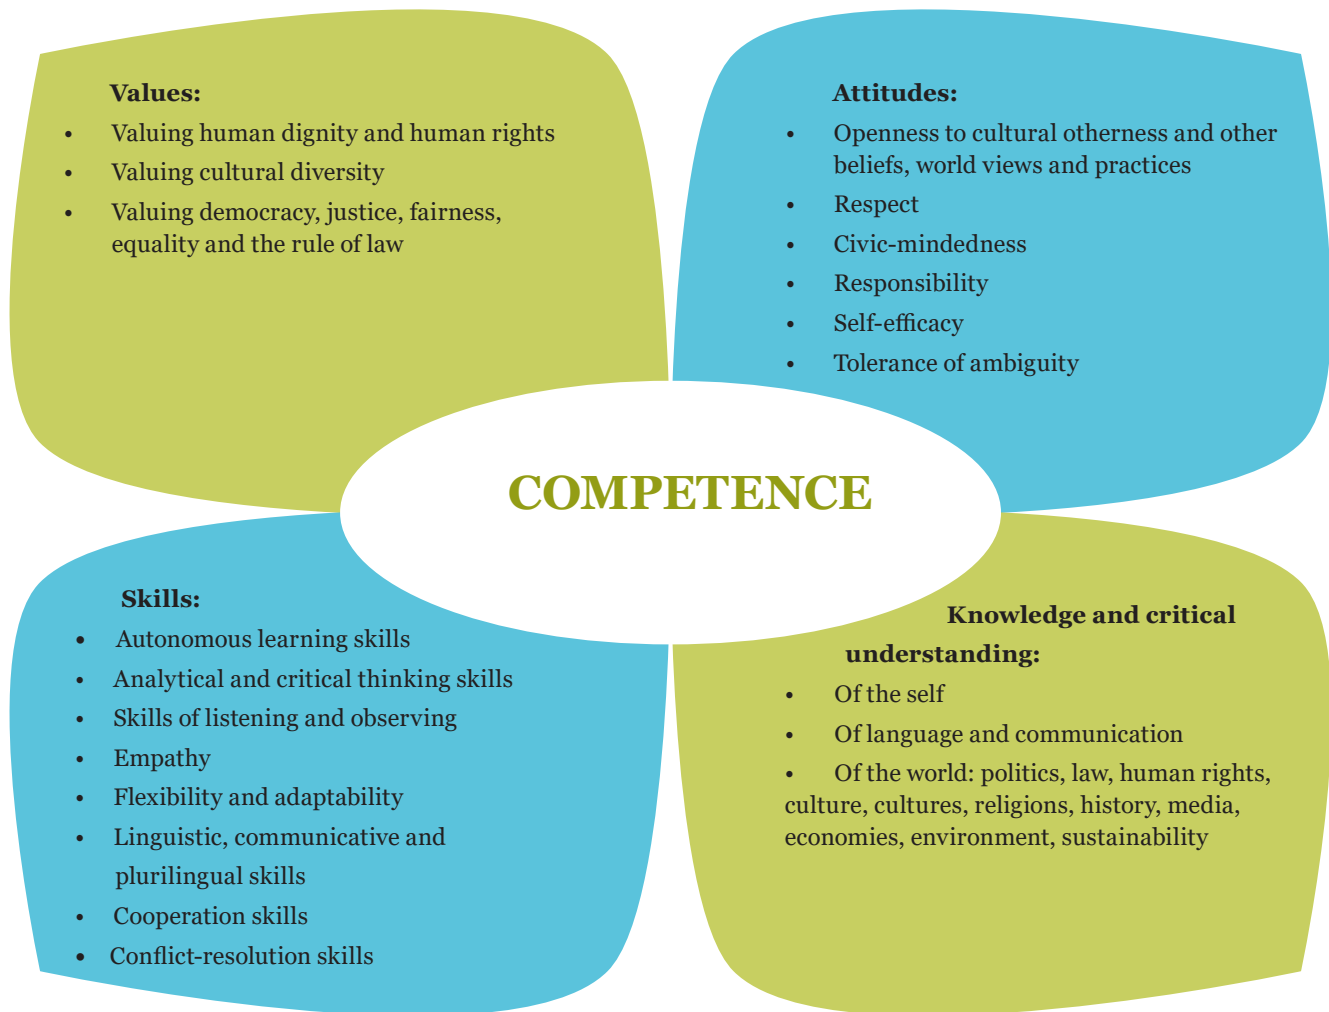 Values:
• Valuing human dignity and human rights
• Valuing cultural diversity
• Valuing democracy, justice, fairness,
equality and the rule of law
Attitudes:
• Openness to cultural otherness and other
beliefs, world views and practices
• Respect
• Civic-mindedness
• Responsibility
• Self-efficacy
• Tolerance of ambiguity
COMPETENCE
Skills:
• Autonomous learning skills
• Analytical and critical thinking skills
• Skills of listening and observing
• Empathy
• Flexibility and adaptability
• Linguistic, communicative and
plurilingual skills
• Cooperation skills
• Conflict-resolution skills
Knowledge and critical
understanding:
• Of the self
• Of language and communication
• Of the world: politics, law, human rights,
culture, cultures, religions, history, media,
economies, environment, sustainability